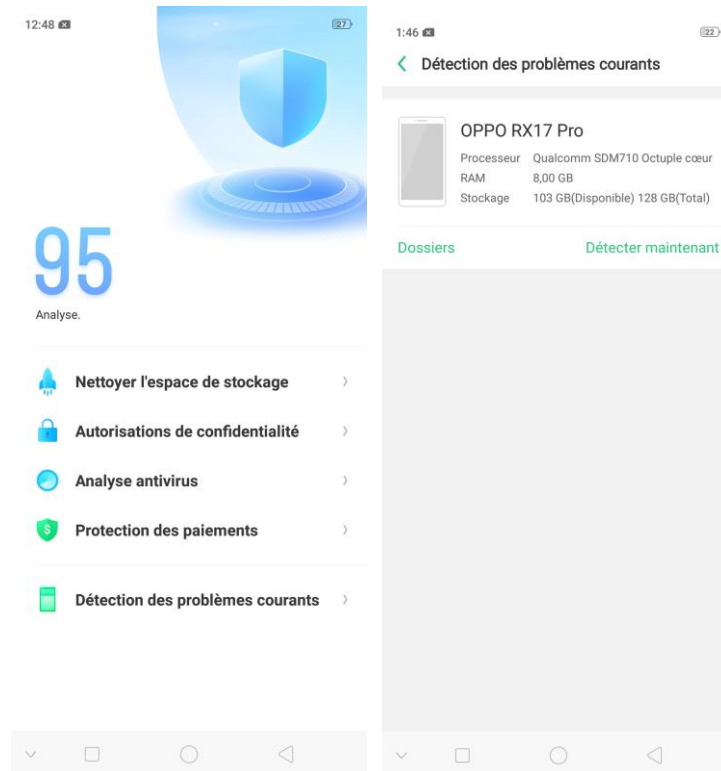 12:48
27
95
Analyse.
Nettoyer l'espace de stockage
Autorisations de confidentialité
Analyse antivirus
Protection des paiements
Détection des problèmes courants
1:46
22
Détection des problèmes courants
OPPO RX17 Pro
Processeur Qualcomm SDM710 Octuple cœur
RAM 8,00 GB
Stockage 103 GB(Disponible) 128 GB(Total)
Dossiers Détecter maintenant